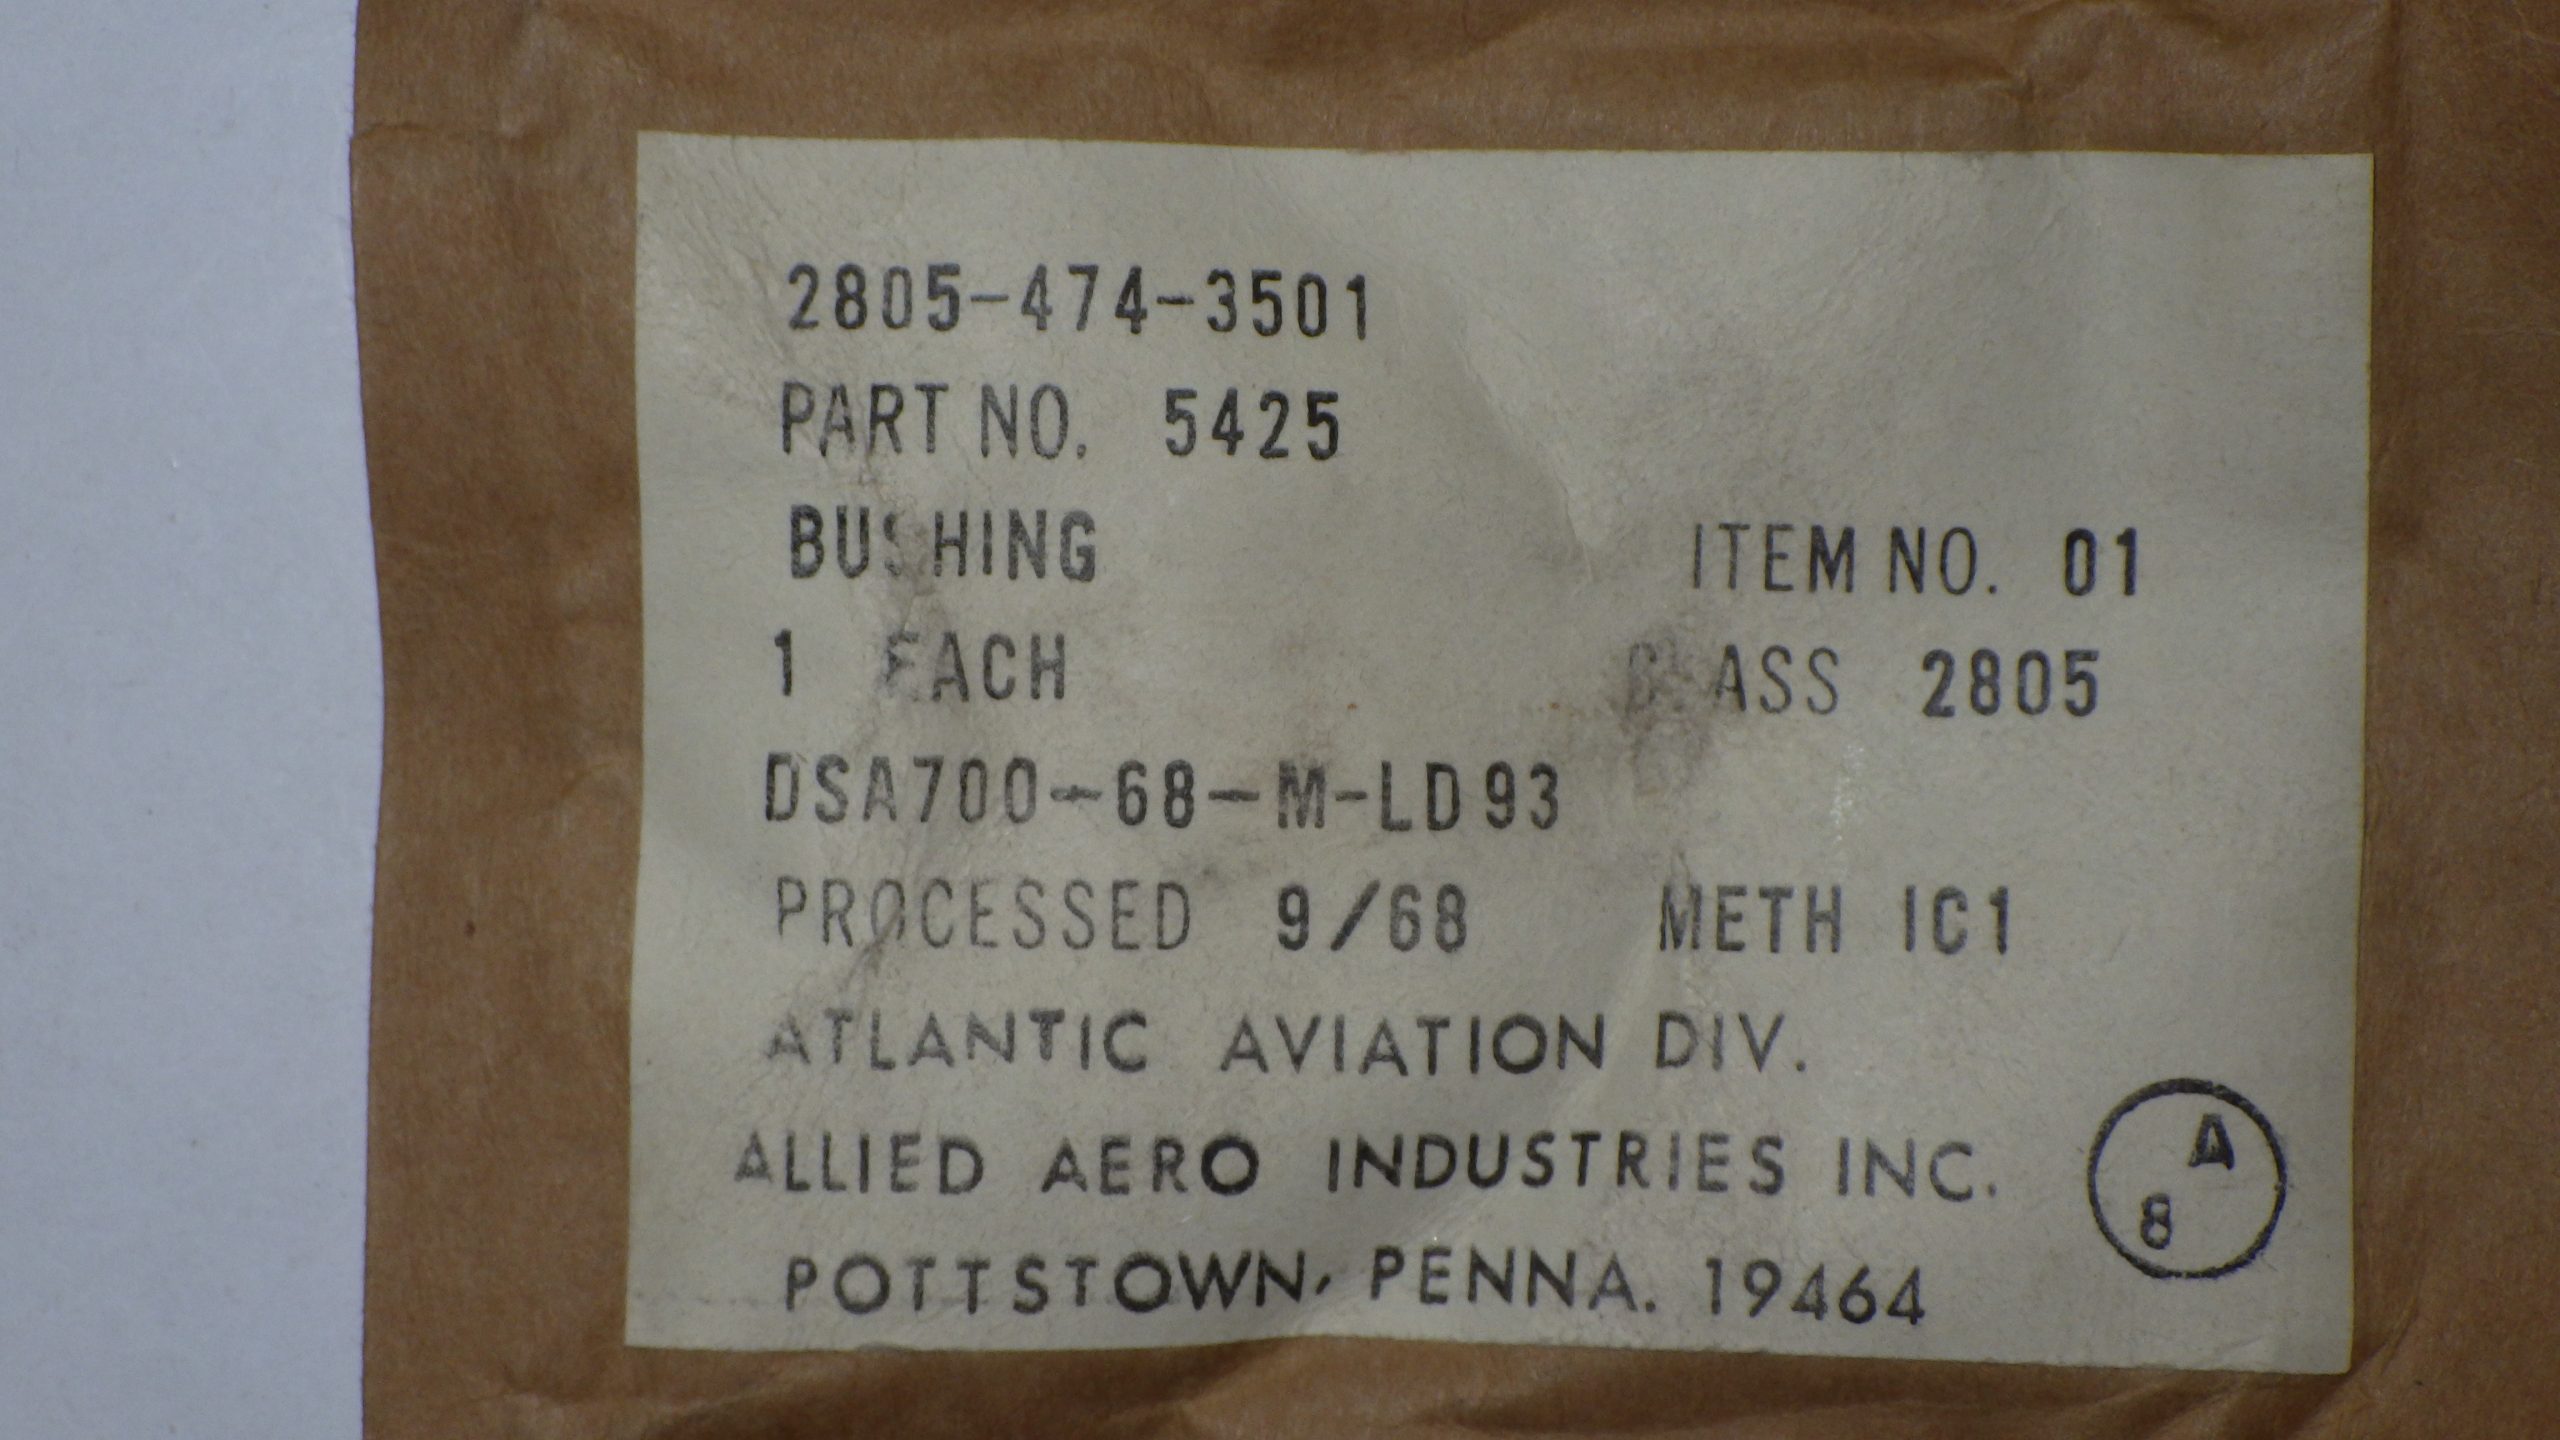 2805-474-3501
PART NO. 5425
BUSHING
ITEM NO. 01
1 EACH
CLASS 2805
DSA700-68-M-LD93
PROCESSED 9/68
METH IC1
ATLANTIC AVIATION DIV.
ALLIED AERO INDUSTRIES INC.
POTTSTOWN, PENNA. 19464
A
8